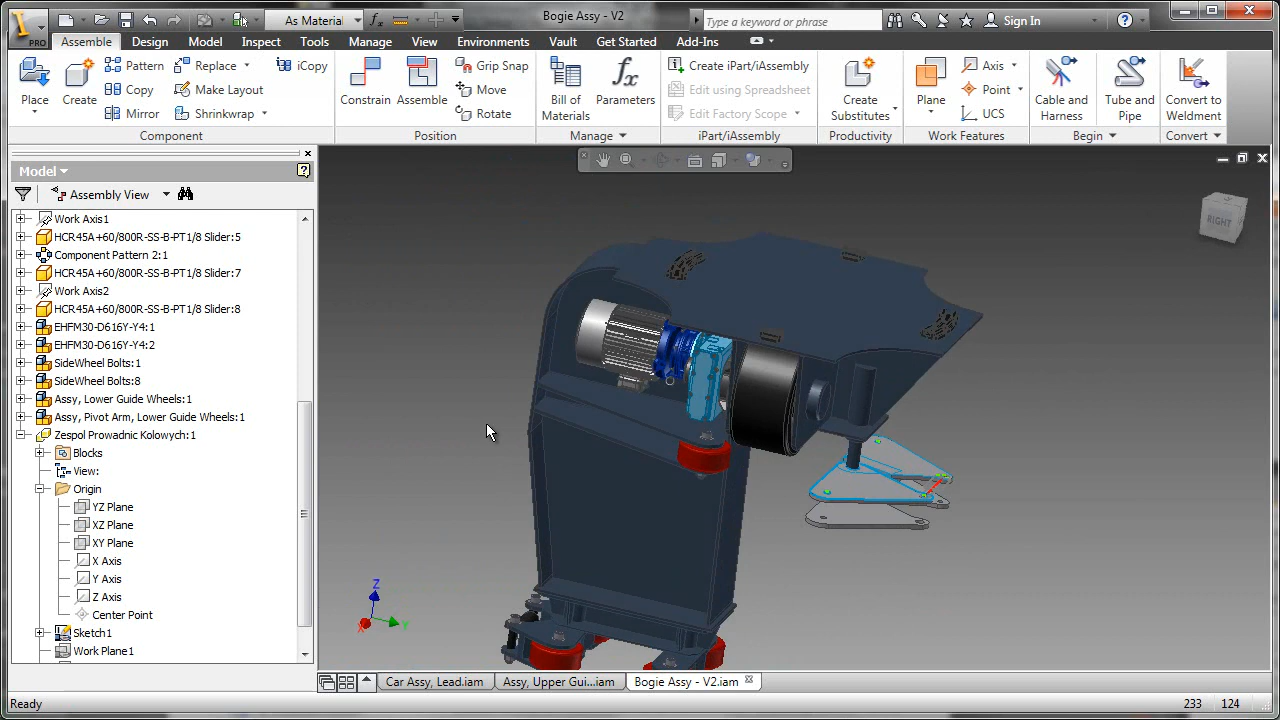 PRO
As Material
Bogie Assy - V2
Type a keyword or phrase
Sign In
Assemble Design Model Inspect Tools Manage View Environments Vault Get Started Add-Ins
Place
Create
Pattern
Copy
Mirror
Replace
Make Layout
Shrinkwrap
iCopy
Component
Constrain
Assemble
Grip Snap
Move
Rotate
Position
Bill of
Materials
Parameters
Manage
Create iPart/iAssembly
Edit using Spreadsheet
Edit Factory Scope
iPart/iAssembly
Create
Substitutes
Productivity
Plane
Axis
Point
UCS
Work Features
Cable and
Harness
Tube and
Pipe
Begin
Convert to
Weldment
Convert
Model
Assembly View
Work Axis1
HCR45A+60/800R-SS-B-PT1/8 Slider:5
Component Pattern 2:1
HCR45A+60/800R-SS-B-PT1/8 Slider:7
Work Axis2
HCR45A+60/800R-SS-B-PT1/8 Slider:8
EHFM30-D616Y-Y4:1
EHFM30-D616Y-Y4:2
SideWheel Bolts:1
SideWheel Bolts:8
Assy, Lower Guide Wheels:1
Assy, Pivot Arm, Lower Guide Wheels:1
Zespol Prowadnic Kolowych:1
Blocks
View:
Origin
YZ Plane
XZ Plane
XY Plane
X Axis
Y Axis
Z Axis
Center Point
Sketch1
Work Plane1
RIGHT
Z
X
Y
Car Assy, Lead.iam
Assy, Upper Gui...iam
Bogie Assy - V2.iam
Ready
233 124